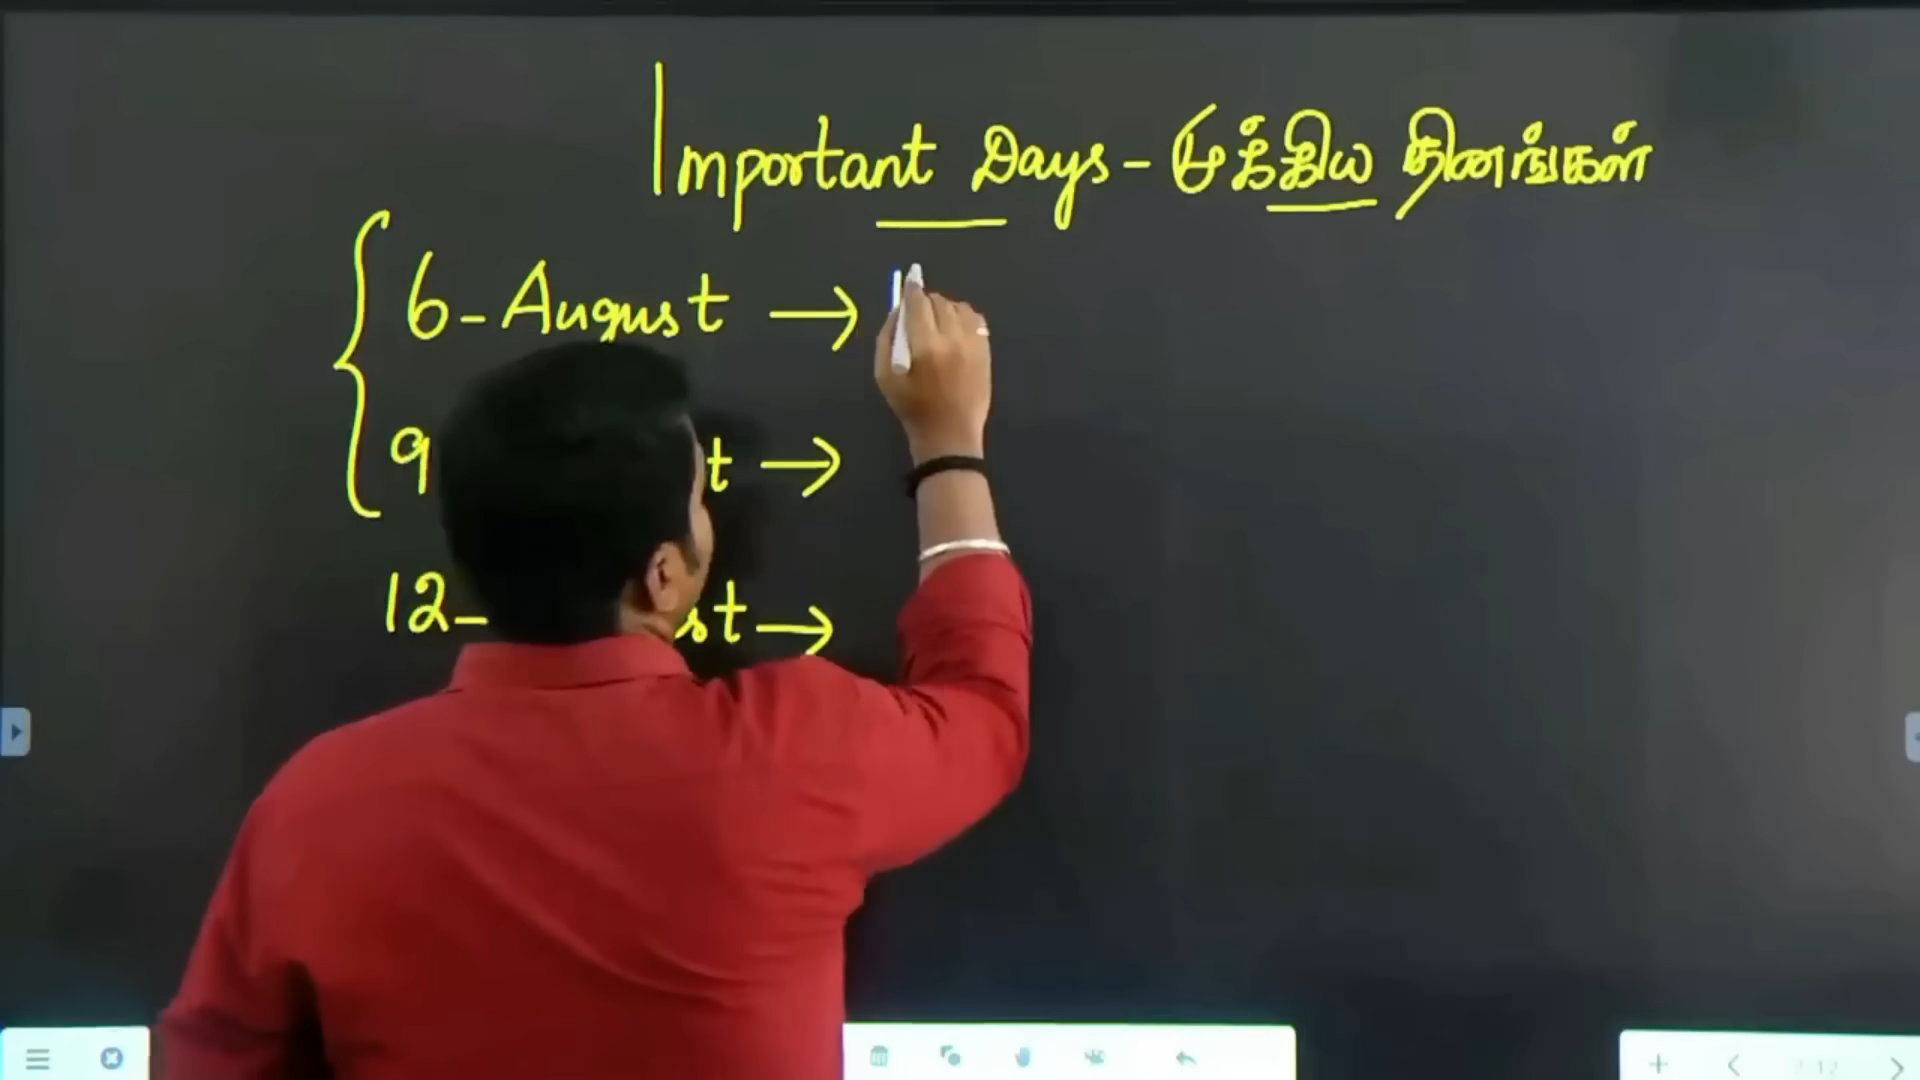 Important Days - முக்கிய தினங்கள்
6 - August →
9 →
12 - →